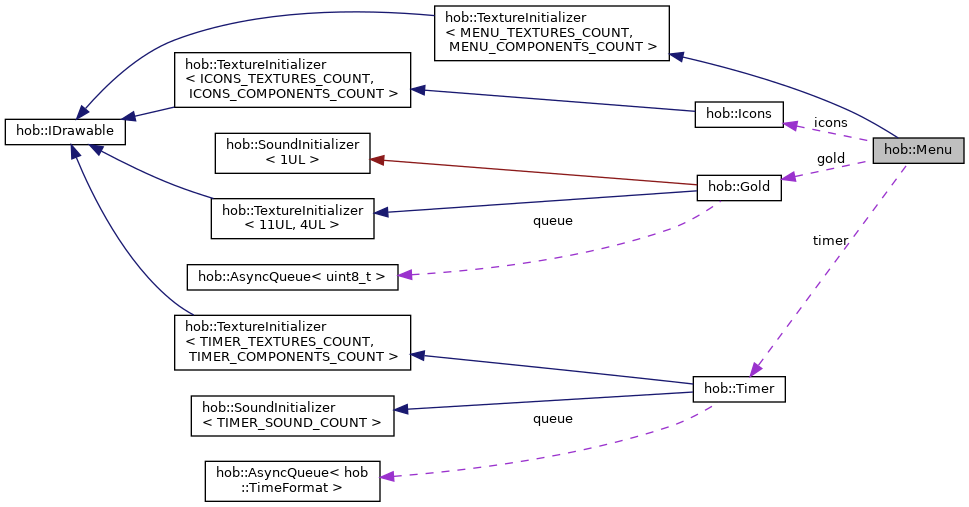 hob::TextureInitializer
< MENU_TEXTURES_COUNT,
MENU_COMPONENTS_COUNT >
hob::TextureInitializer
< ICONS_TEXTURES_COUNT,
ICONS_COMPONENTS_COUNT >
hob::Icons
icons
hob::IDrawable
hob::SoundInitializer
< 1UL >
hob::Menu
gold
hob::Gold
hob::TextureInitializer
< 11UL, 4UL >
queue
timer
hob::AsyncQueue< uint8_t >
hob::TextureInitializer
< TIMER_TEXTURES_COUNT,
TIMER_COMPONENTS_COUNT >
hob::Timer
hob::SoundInitializer
< TIMER_SOUND_COUNT >
queue
hob::AsyncQueue< hob
::TimeFormat >